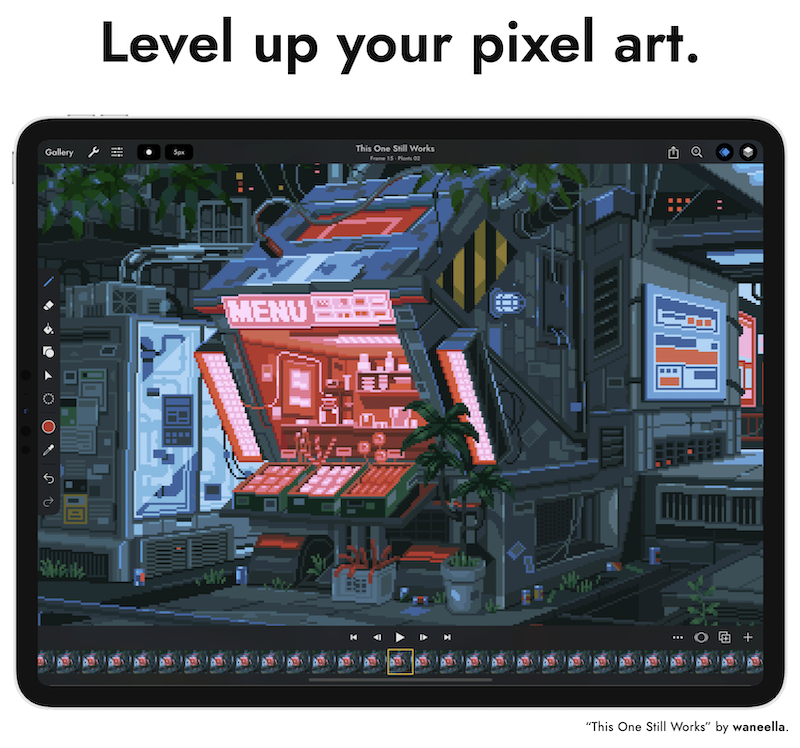 Level up your pixel art.
Gallery
5px
This One Still Works
Frame 15 · Plants 02
MENU
“This One Still Works” by waneella.